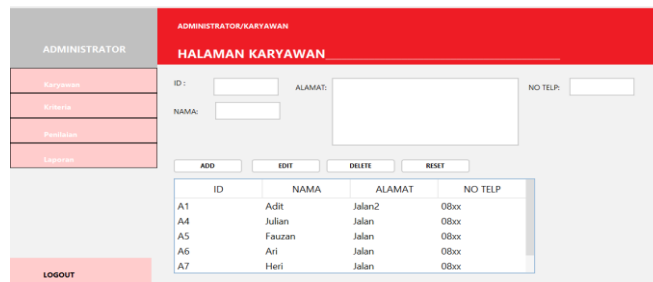 ADMINISTRATOR/KARYAWAN
ADMINISTRATOR
HALAMAN KARYAWAN
Karyawan
Kriteria
Penilaian
Laporan
LOGOUT
ID :
ALAMAT:
NO TELP:
NAMA:
ADD EDIT DELETE RESET
ID NAMA ALAMAT NO TELP
A1 Adit Jalan2 08xx
A4 Julian Jalan 08xx
A5 Fauzan Jalan 08xx
A6 Ari Jalan 08xx
A7 Heri Jalan 08xx